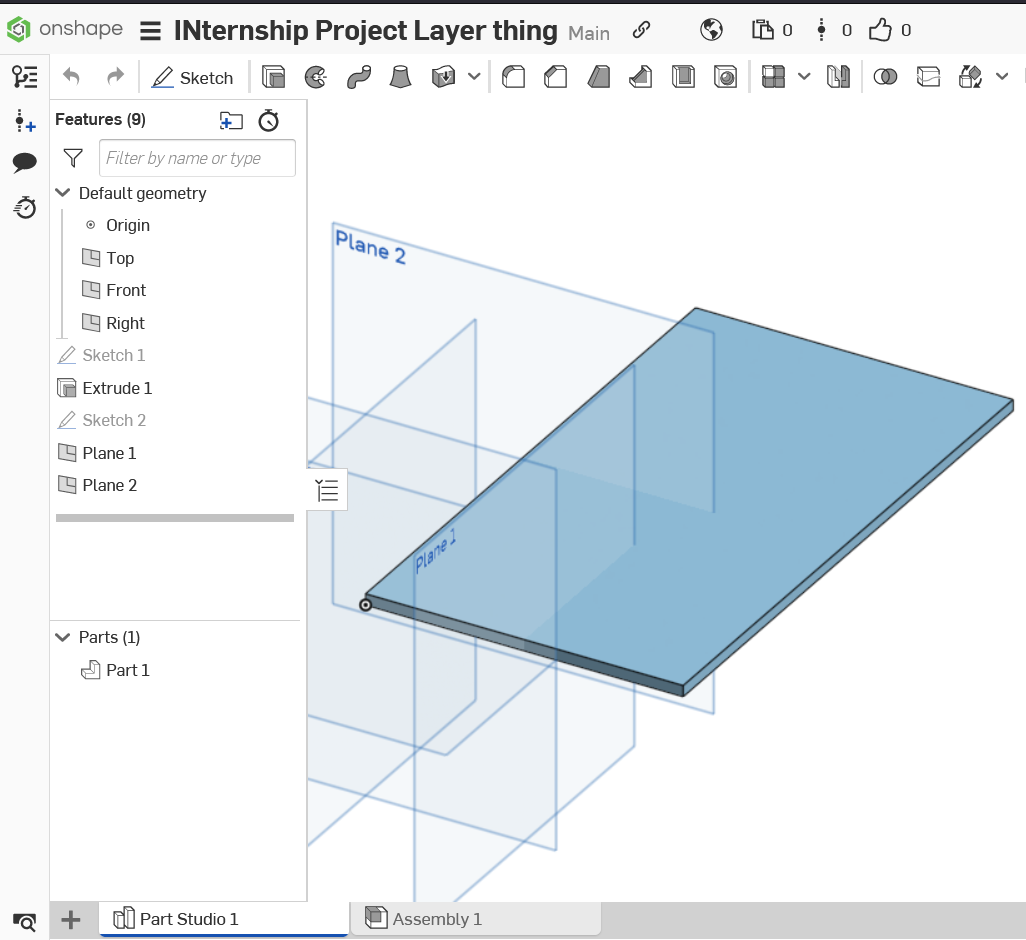 onshape INternship Project Layer thing Main 0 0 0
Sketch
Features (9)
Filter by name or type
Default geometry
Origin
Top
Front
Right
Sketch 1
Extrude 1
Sketch 2
Plane 1
Plane 2
Parts (1)
Part 1
Plane 2
Plane 1
Part Studio 1
Assembly 1